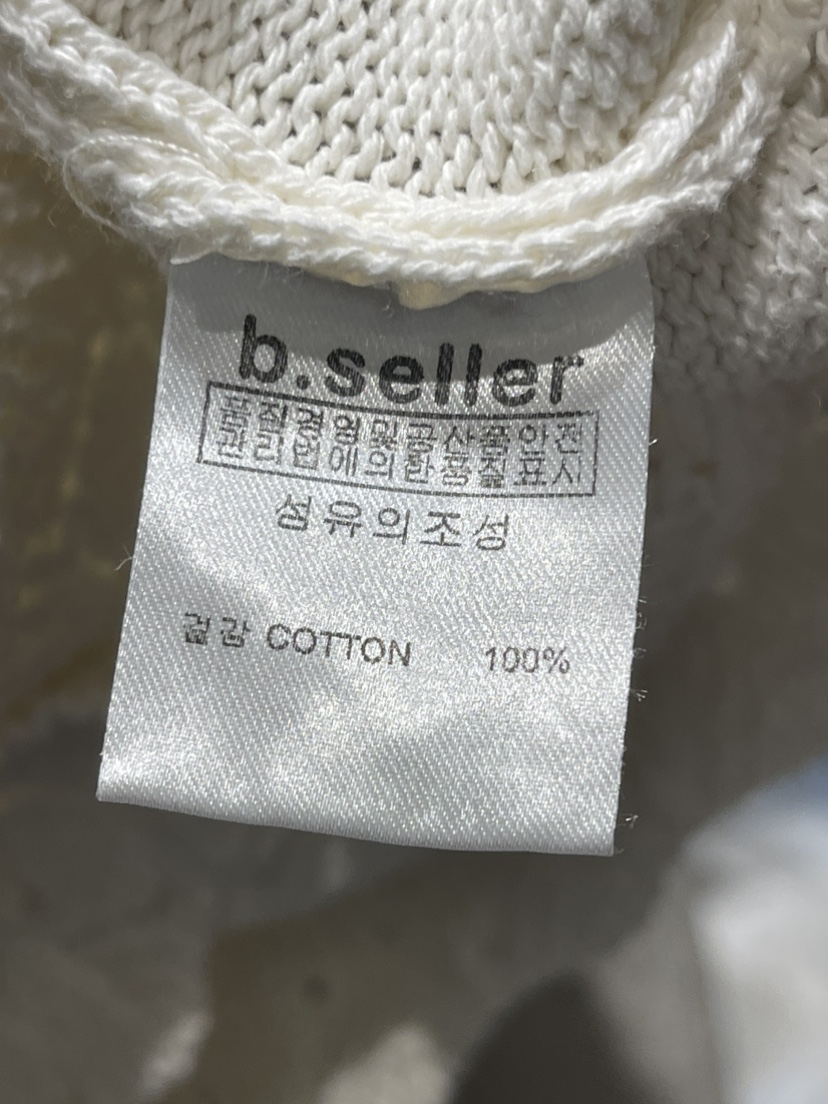 b.seller
품질경영및공산품안전
관리법에의한품질표시
섬유의조성
겉감 COTTON 100%